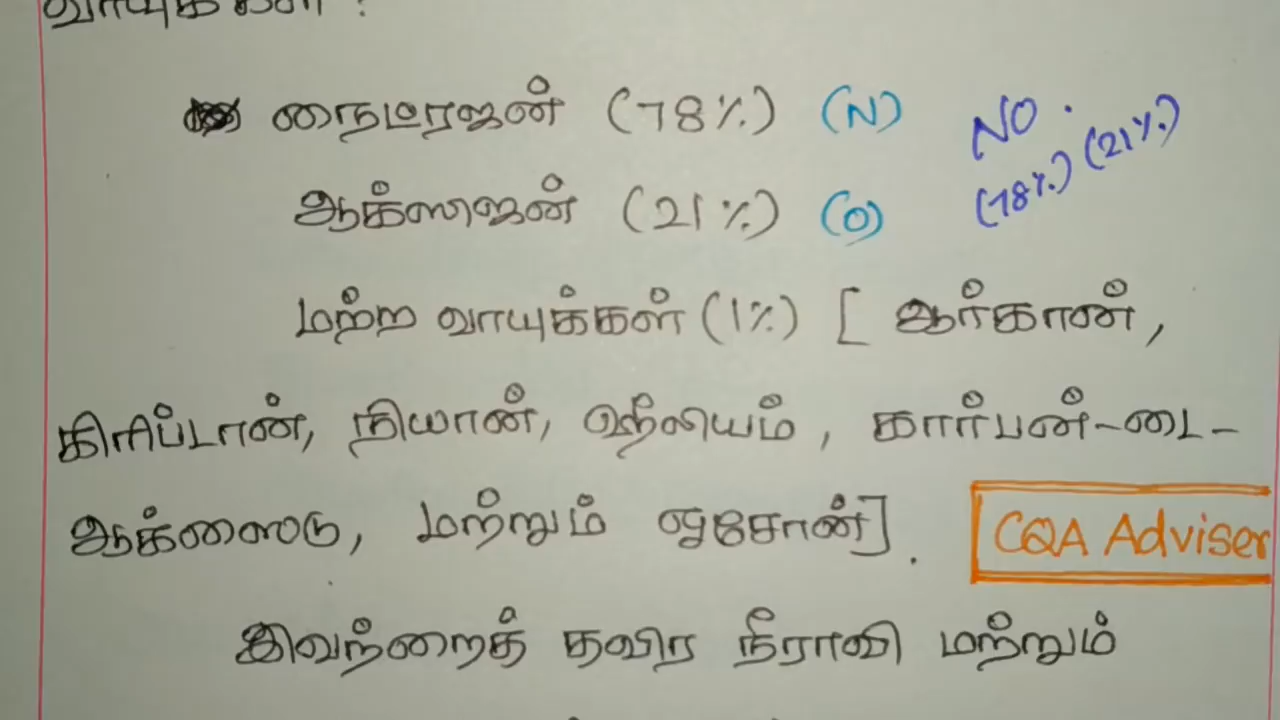 வாயுக்கள் ?
நைடீரஜன் (78%) (N) NO.
(78%) (21%)
ஆக்ஸிஜன் (21%) (O)
மற்ற வாயுக்கள் (1%) [ ஆர்கான்,
கிரிப்டான், நியான், ஹீலியம், கார்பன்-டை-
ஆக்ஸைடு, மற்றும் ஓசோன்].
CQA Adviser
இவற்றைத் தவிர நீராவி மற்றும்